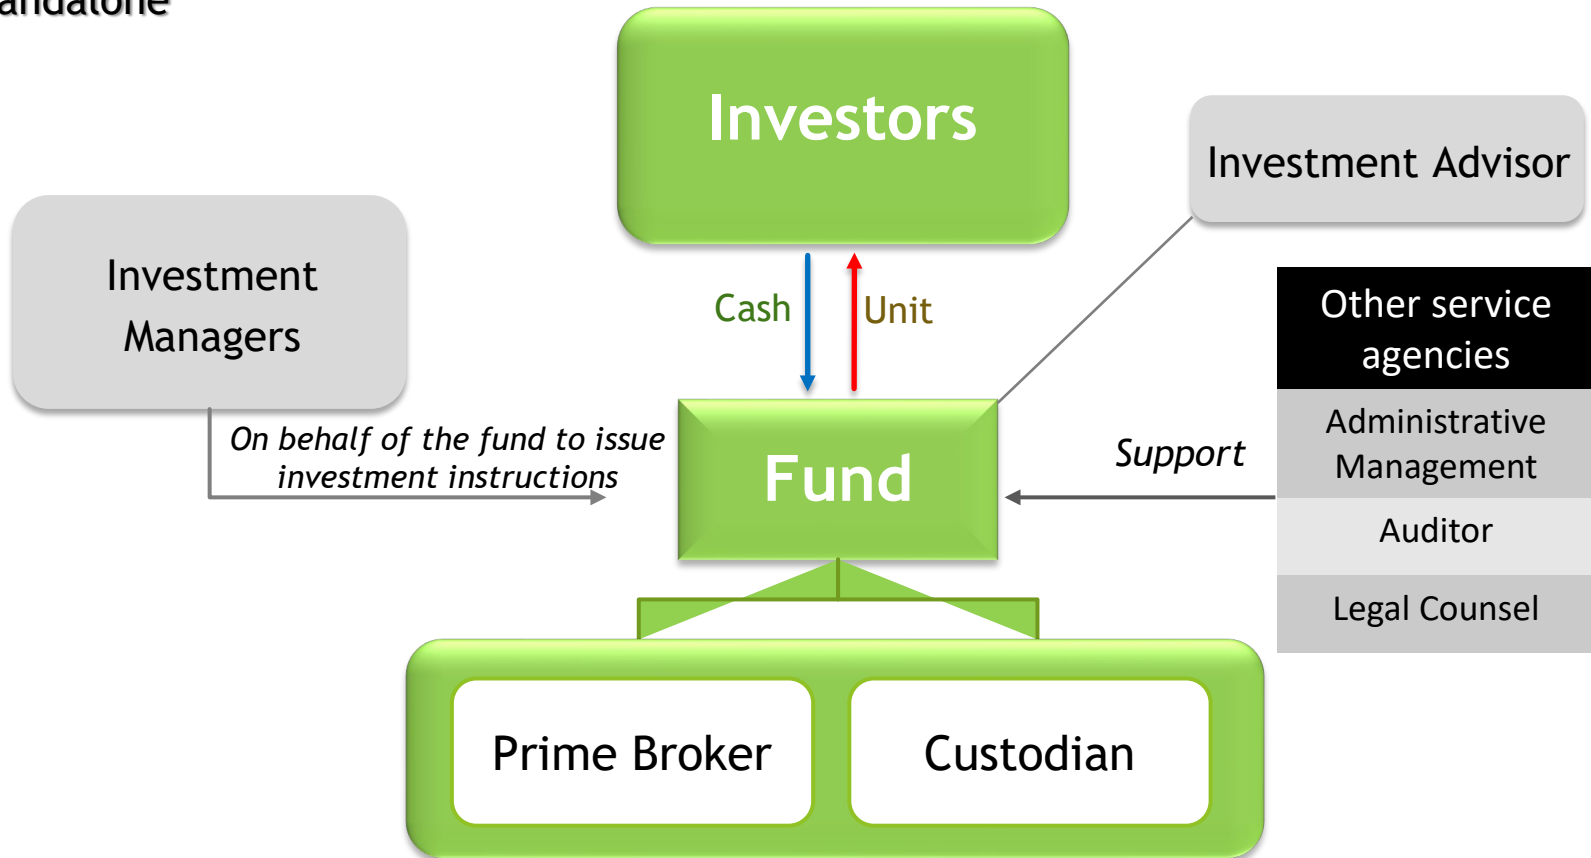 Investors
Investment Advisor
Investment
Managers
Cash
Unit
Other service
agencies
On behalf of the fund to issue
investment instructions
Fund
Support
Administrative
Management
Auditor
Legal Counsel
Prime Broker
Custodian